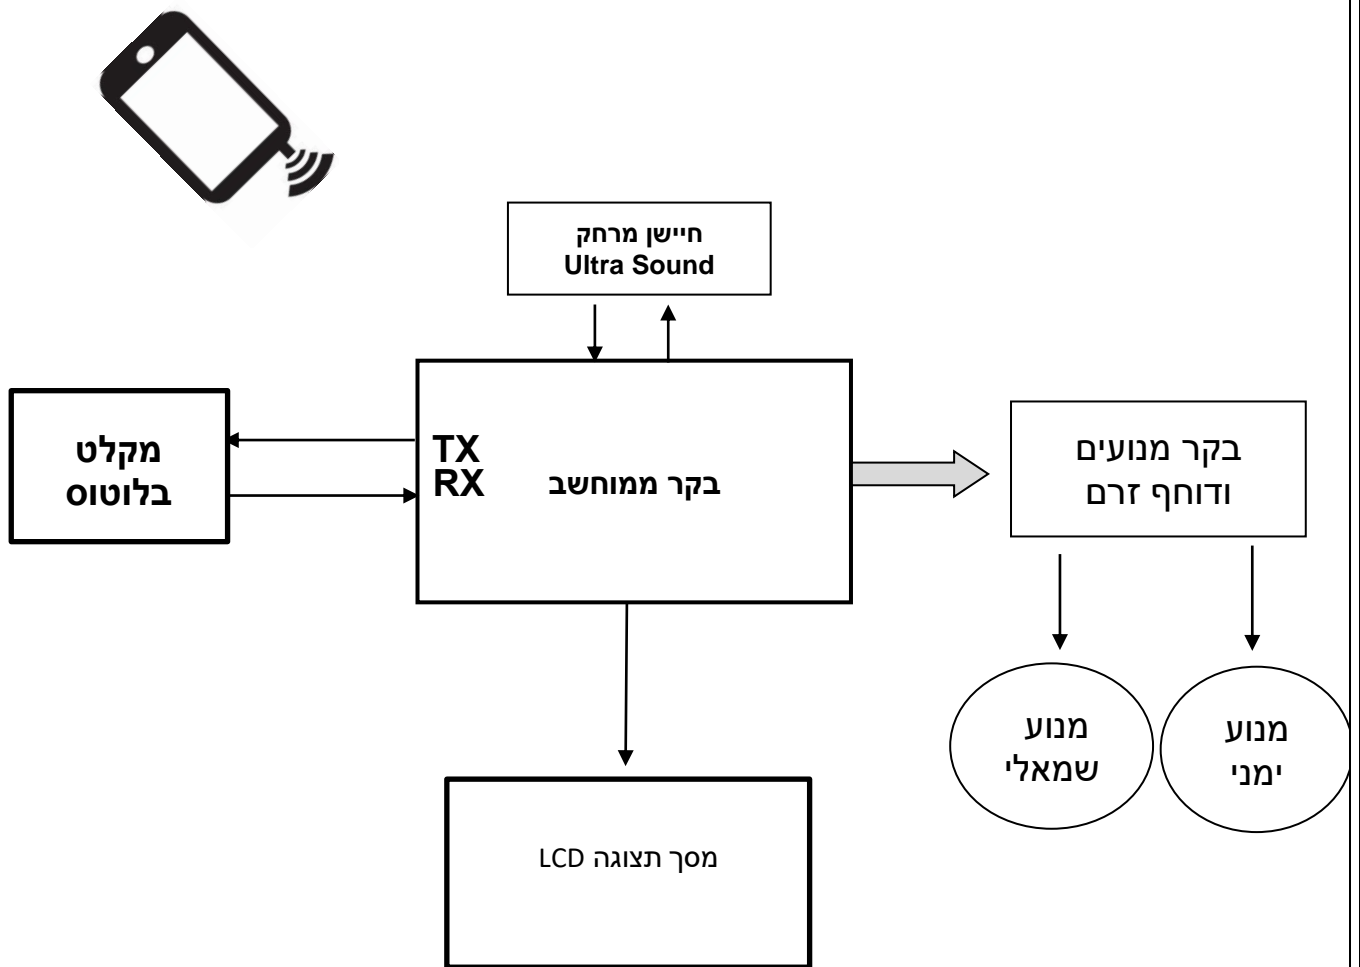 חיישן מרחק
Ultra Sound
מקלט
בלוטוס
TX
RX
בקר ממוחשב
בקר מנועים
ודוחף זרם
מנוע
שמאלי
מנוע
ימני
מסך תצוגה LCD